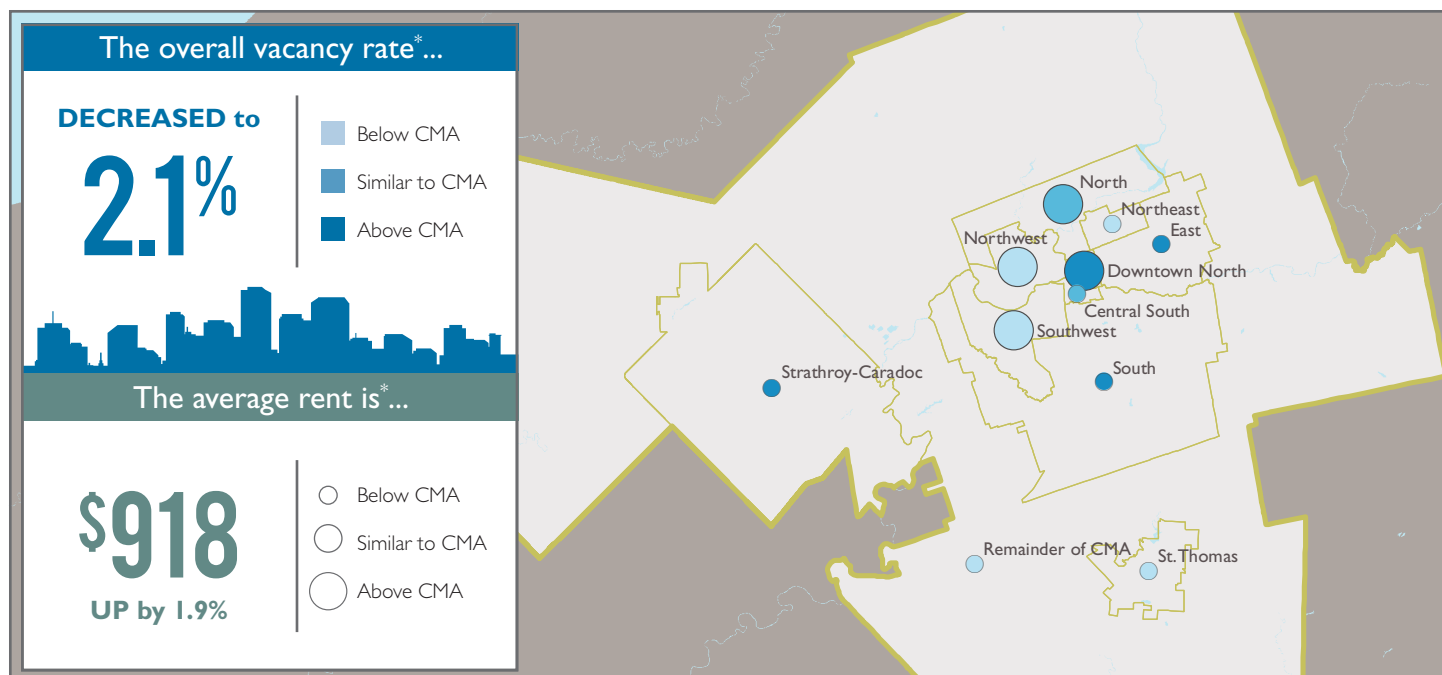 The overall vacancy rate*...
DECREASED to
2.1%
Below CMA
Similar to CMA
Above CMA
The average rent is*...
$918
UP by 1.9%
Below CMA
Similar to CMA
Above CMA
North
Northeast
East
Northwest
Downtown North
Central South
Southwest
Strathroy-Caradoc
South
Remainder of CMA
St. Thomas